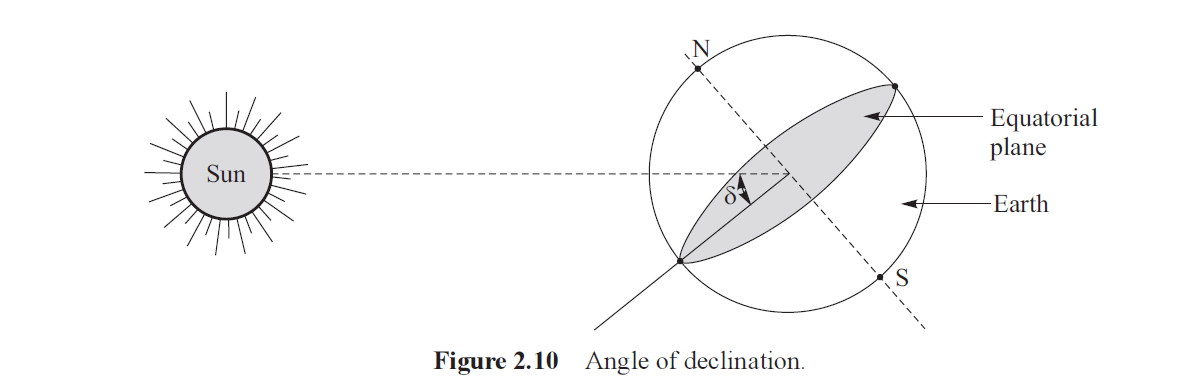 N
Sun
δ
Equatorial
plane
Earth
S
Figure 2.10 Angle of declination.